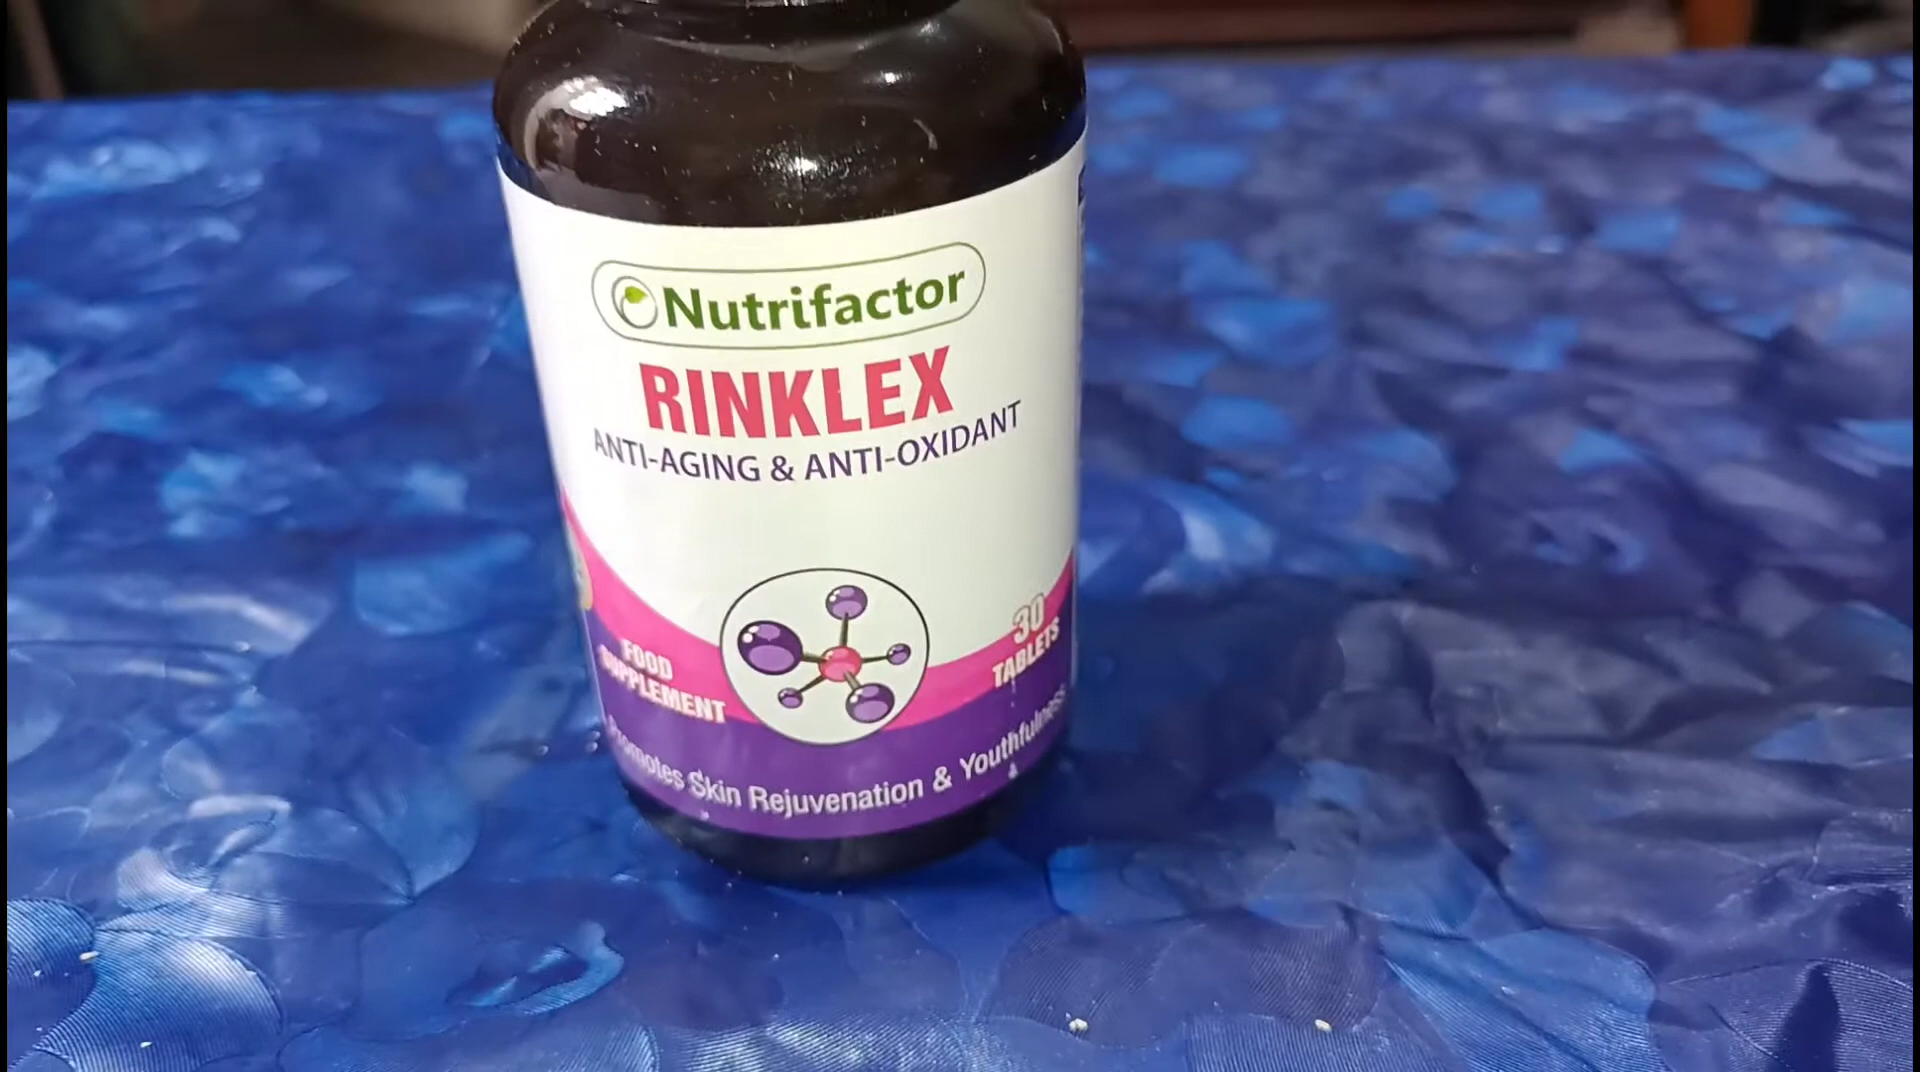 Nutrifactor
RINKLEX
ANTI-AGING & ANTI-OXIDANT
30
TABLETS
FOOD
SUPPLEMENT
Promotes Skin Rejuvenation & Youthfulness